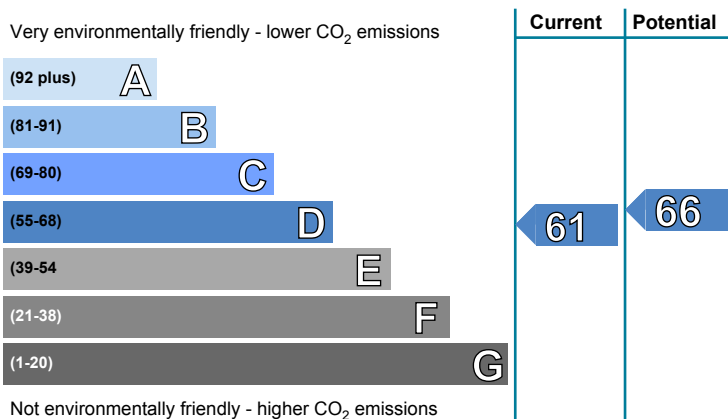 Current Potential
Very environmentally friendly - lower CO2 emissions
(92 plus) A
(81-91) B
(69-80) C
(55-68) D
61 66
(39-54 E
(21-38) F
(1-20) G
Not environmentally friendly - higher CO2 emissions